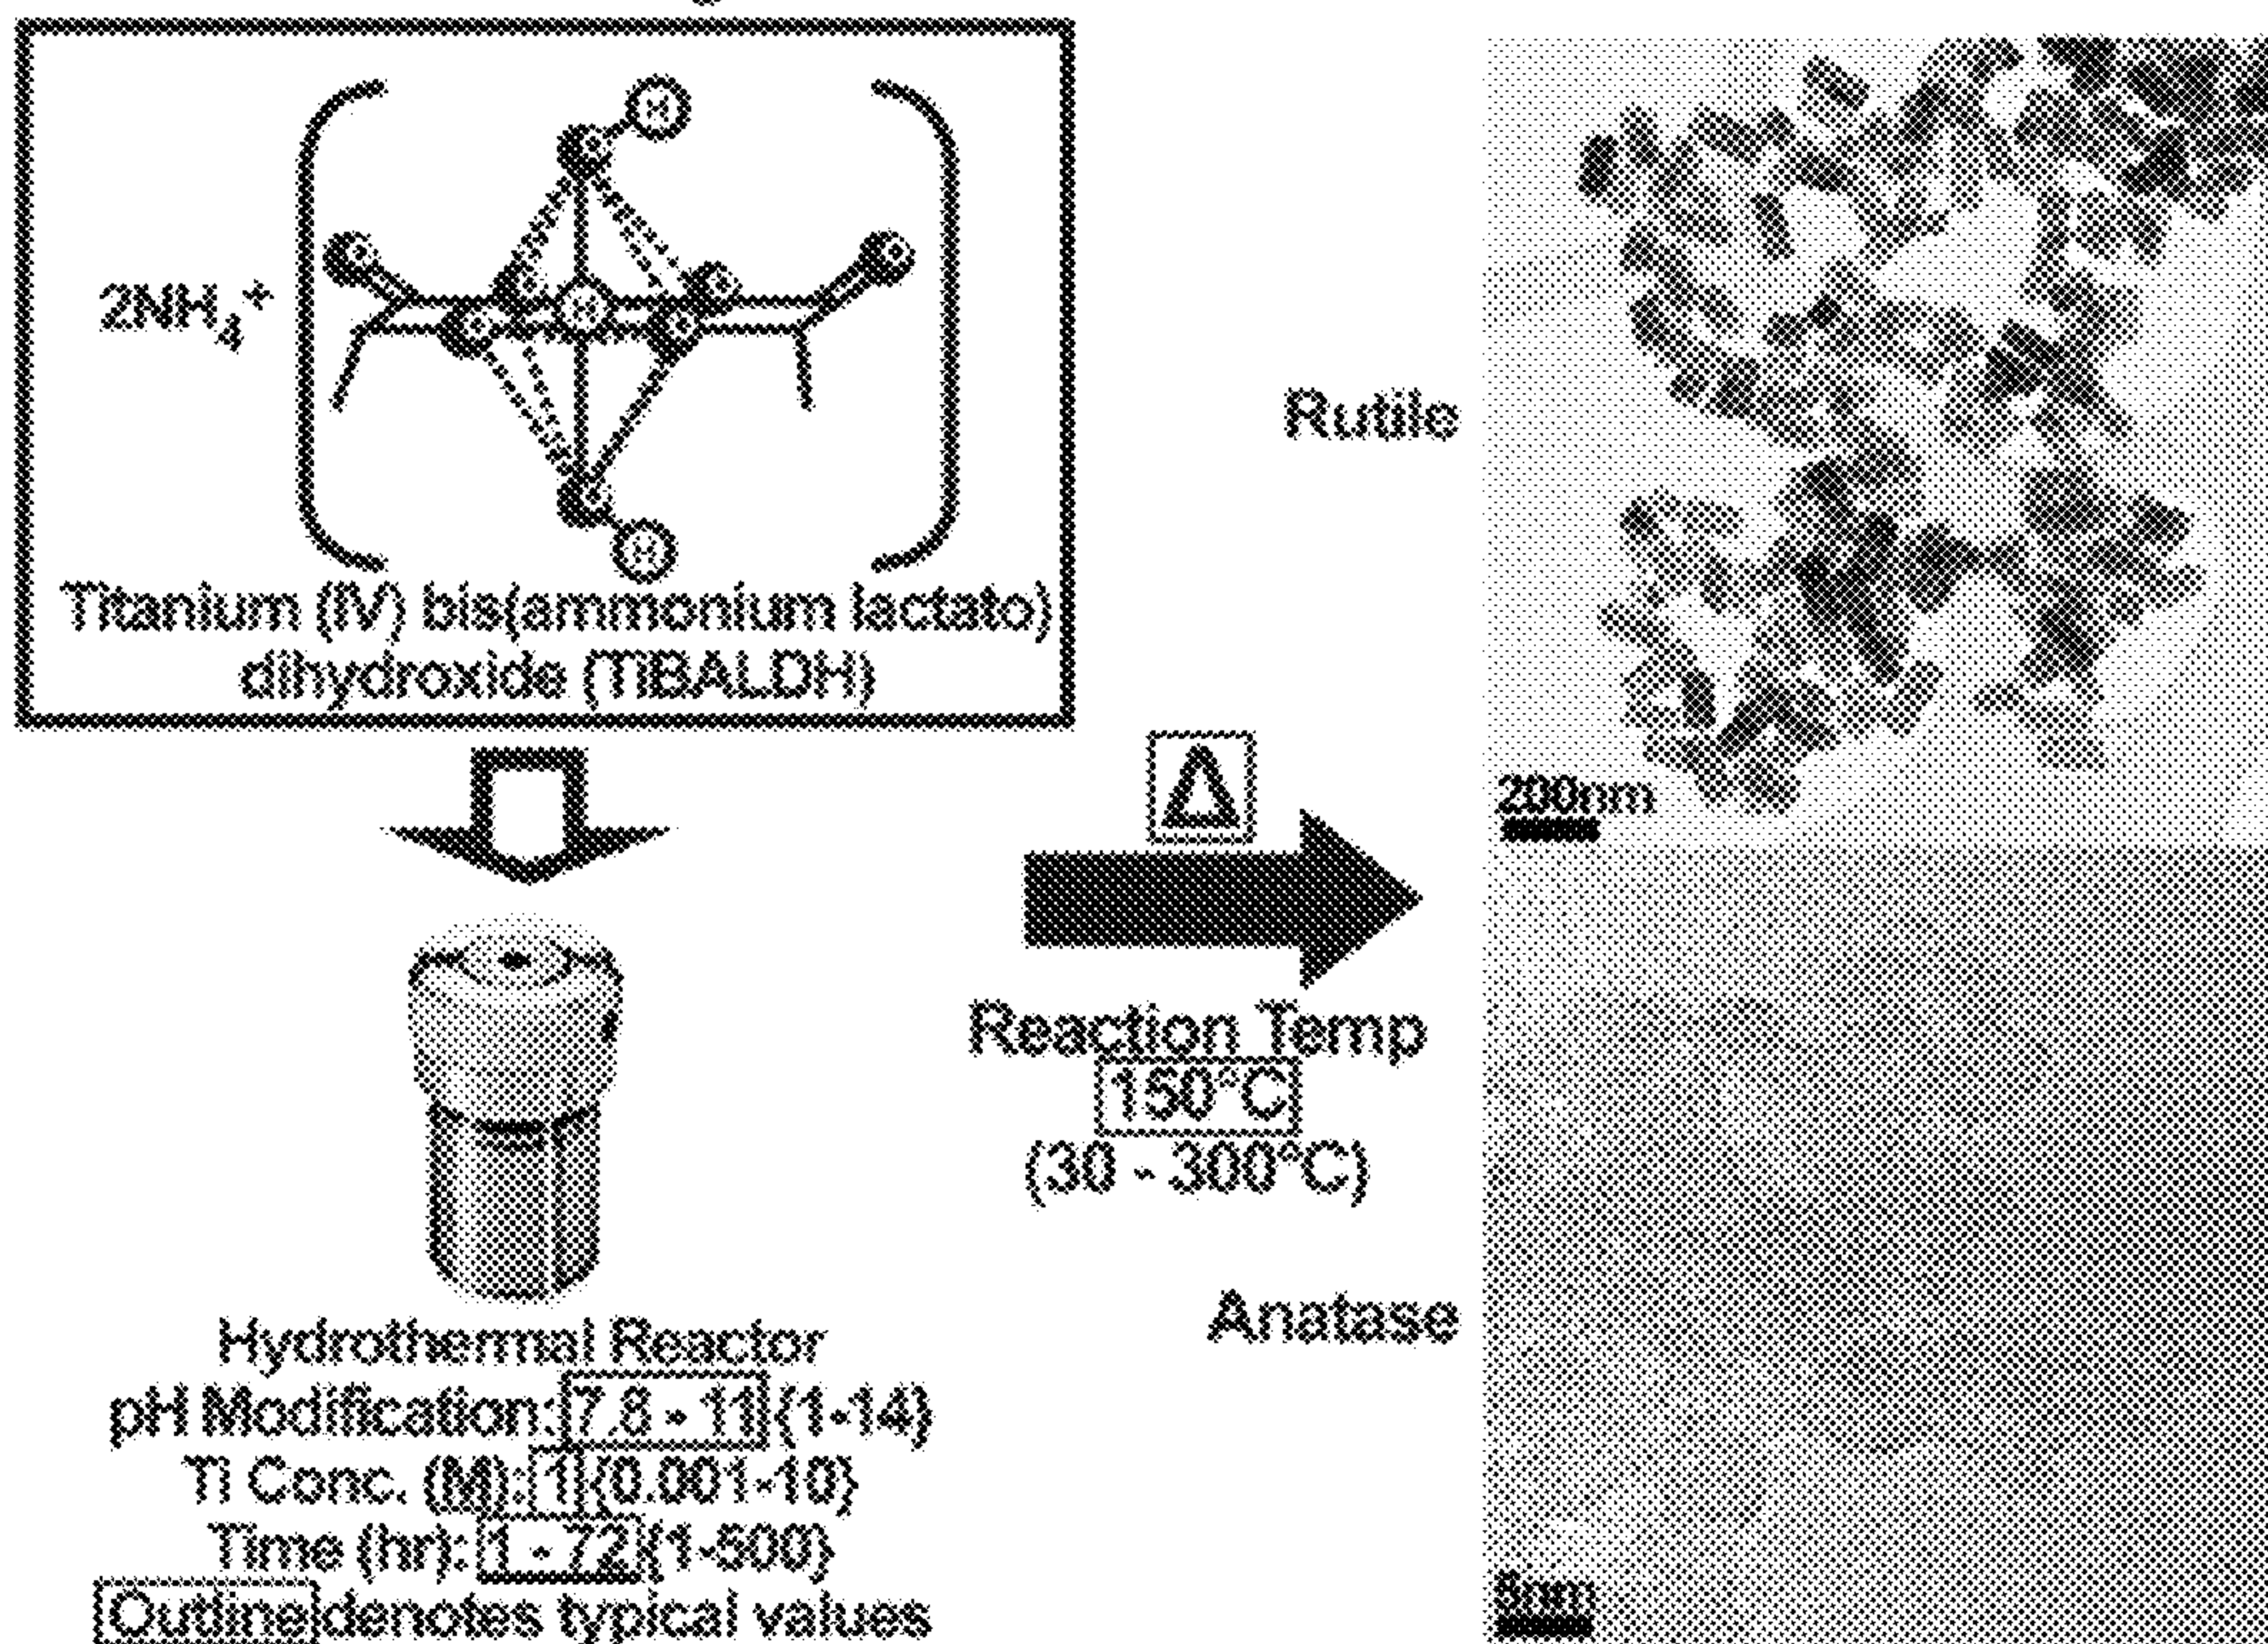 2NH₄⁺
H
H
Titanium (IV) bis(ammonium lactato)
dihydroxide (TiBALDH)
Hydrothermal Reactor
pH Modification: 7.8 - 11 {1-14}
Ti Conc. (M): 1 {0.001-10}
Time (hr): 1 - 72 {1-500}
Outline denotes typical values
Δ
Reaction Temp
150°C
(30 - 300°C)
Rutile
200nm
Anatase